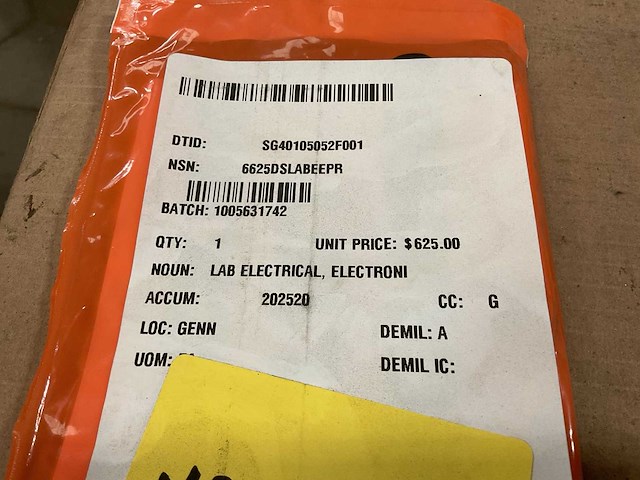 DTID: SG40105052F001
NSN: 6625DSLABEEPR
BATCH: 1005631742
QTY: 1 UNIT PRICE: $625.00
NOUN: LAB ELECTRICAL, ELECTRONI
ACCUM: 202520 CC: G
LOC: GENN DEMIL: A
UOM: DEMIL IC: